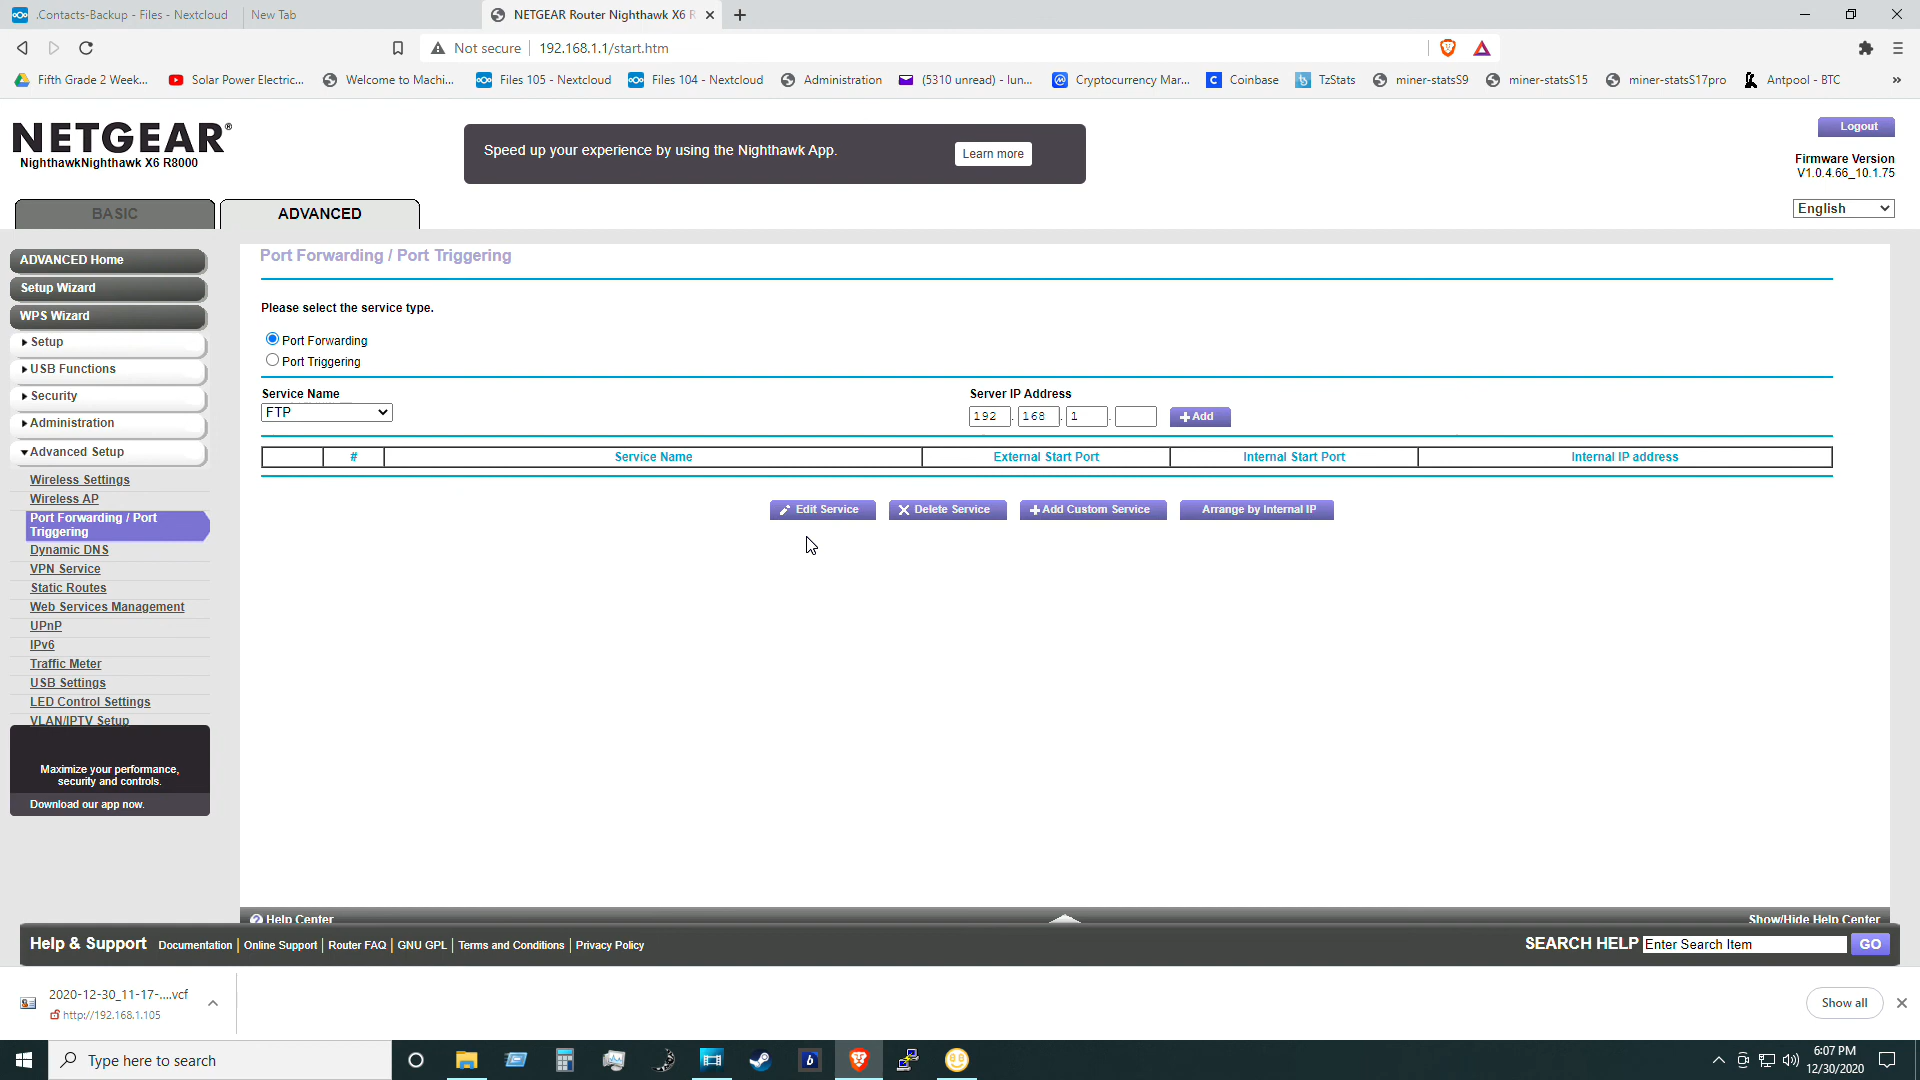 .Contacts-Backup - Files - Nextcloud
New Tab
NETGEAR Router Nighthawk X6 R
Not secure
192.168.1.1/start.htm
Fifth Grade 2 Week...
Solar Power Electric...
Welcome to Machi...
Files 105 - Nextcloud
Files 104 - Nextcloud
Administration
(5310 unread) - lun...
Cryptocurrency Mar...
Coinbase
TzStats
miner-statsS9
miner-statsS15
miner-statsS17pro
Antpool - BTC
»
NETGEAR®
NighthawkNighthawk X6 R8000
Speed up your experience by using the Nighthawk App.
Learn more
Logout
Firmware Version
V1.0.4.66_10.1.75
English
BASIC
ADVANCED
ADVANCED Home
Setup Wizard
WPS Wizard
Setup
USB Functions
Security
Administration
Advanced Setup
Wireless Settings
Wireless AP
Port Forwarding / Port
Triggering
Dynamic DNS
VPN Service
Static Routes
Web Services Management
UPnP
IPv6
Traffic Meter
USB Settings
LED Control Settings
VLAN/IPTV Setup
Maximize your performance,
security and controls.
Download our app now.
Port Forwarding / Port Triggering
Please select the service type.
Port Forwarding
Port Triggering
Service Name
FTP
Server IP Address
192 . 168 . 1 .
Add
# Service Name External Start Port Internal Start Port Internal IP address
Edit Service
Delete Service
Add Custom Service
Arrange by Internal IP
Help Center
Show/Hide Help Center
Help & Support Documentation | Online Support | Router FAQ | GNU GPL | Terms and Conditions | Privacy Policy
SEARCH HELP Enter Search Item GO
2020-12-30_11-17-....vcf
http://192.168.1.105
Show all
Type here to search
6:07 PM
12/30/2020